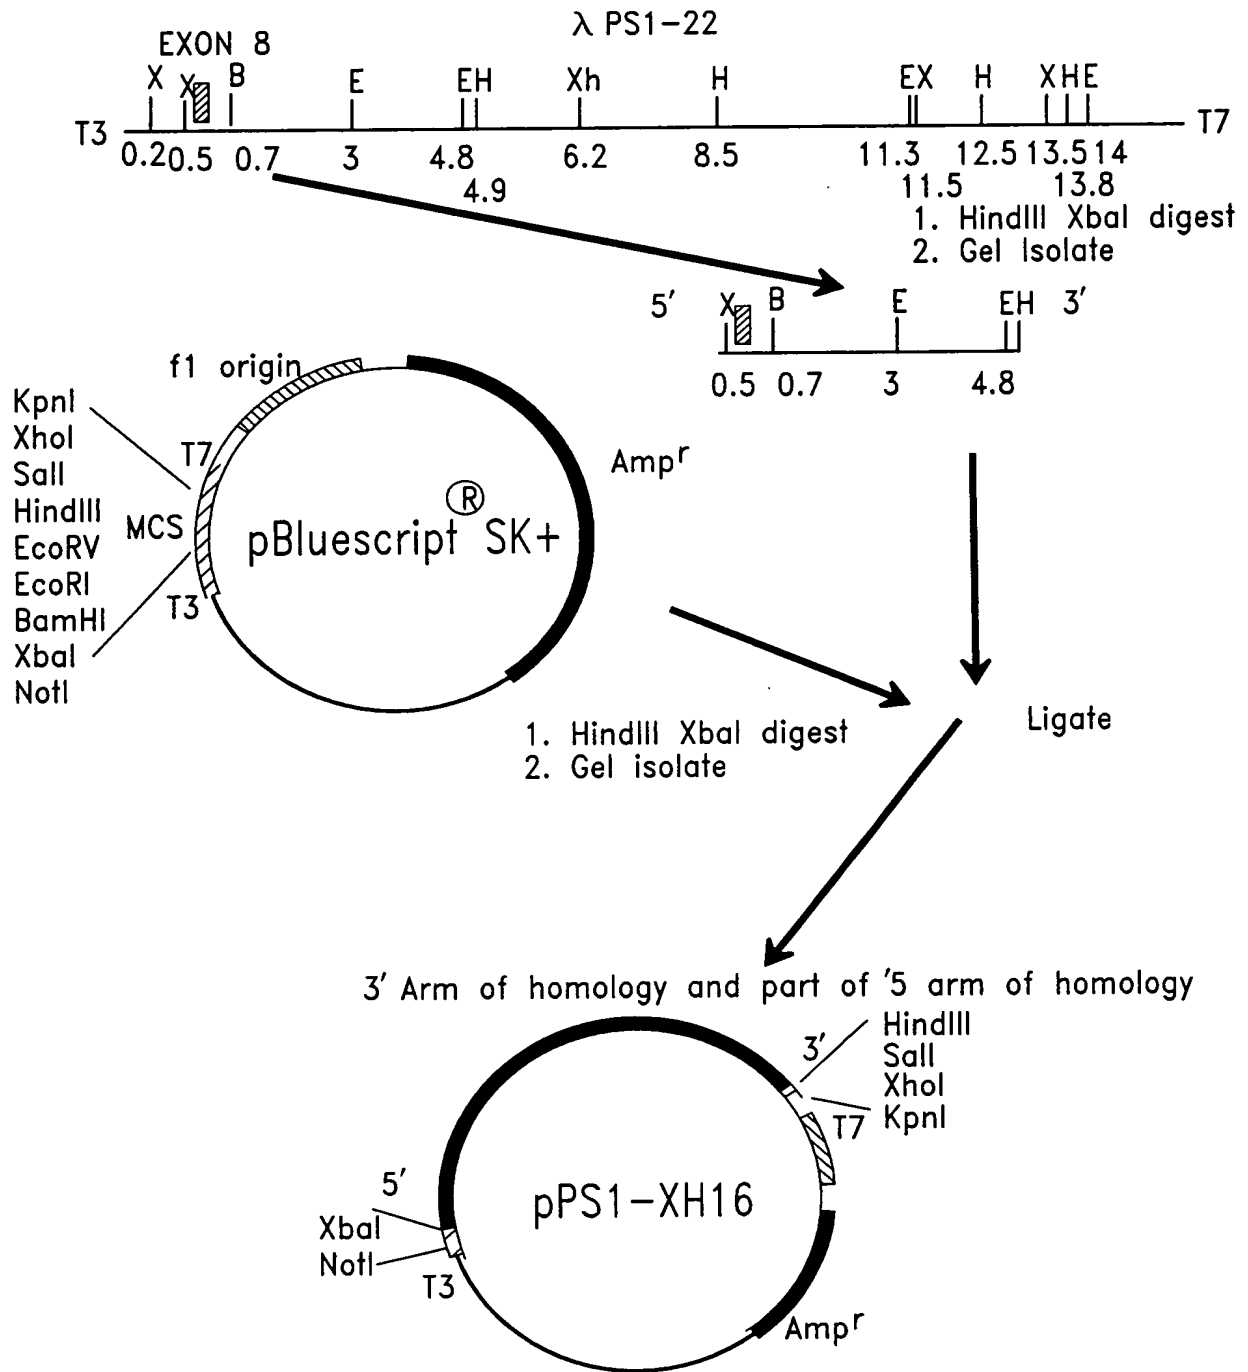 λ PS1-22
EXON 8
X X B E EH Xh H EX H X H E
T3 T7
0.2 0.5 0.7 3 4.8 6.2 8.5 11.3 12.5 13.5 14
4.9 11.5 13.8
1. HindIII XbaI digest
2. Gel Isolate
5' X B E EH 3'
0.5 0.7 3 4.8
f1 origin
KpnI
XhoI
SalI
HindIII
EcoRV
EcoRI
BamHI
XbaI
NotI
T7
MCS
T3
pBluescript® SK+
Ampr
1. HindIII XbaI digest
2. Gel isolate
Ligate
3' Arm of homology and part of '5 arm of homology
3'
HindIII
SalI
XhoI
KpnI
T7
5'
XbaI
NotI
T3
pPS1-XH16
Ampr